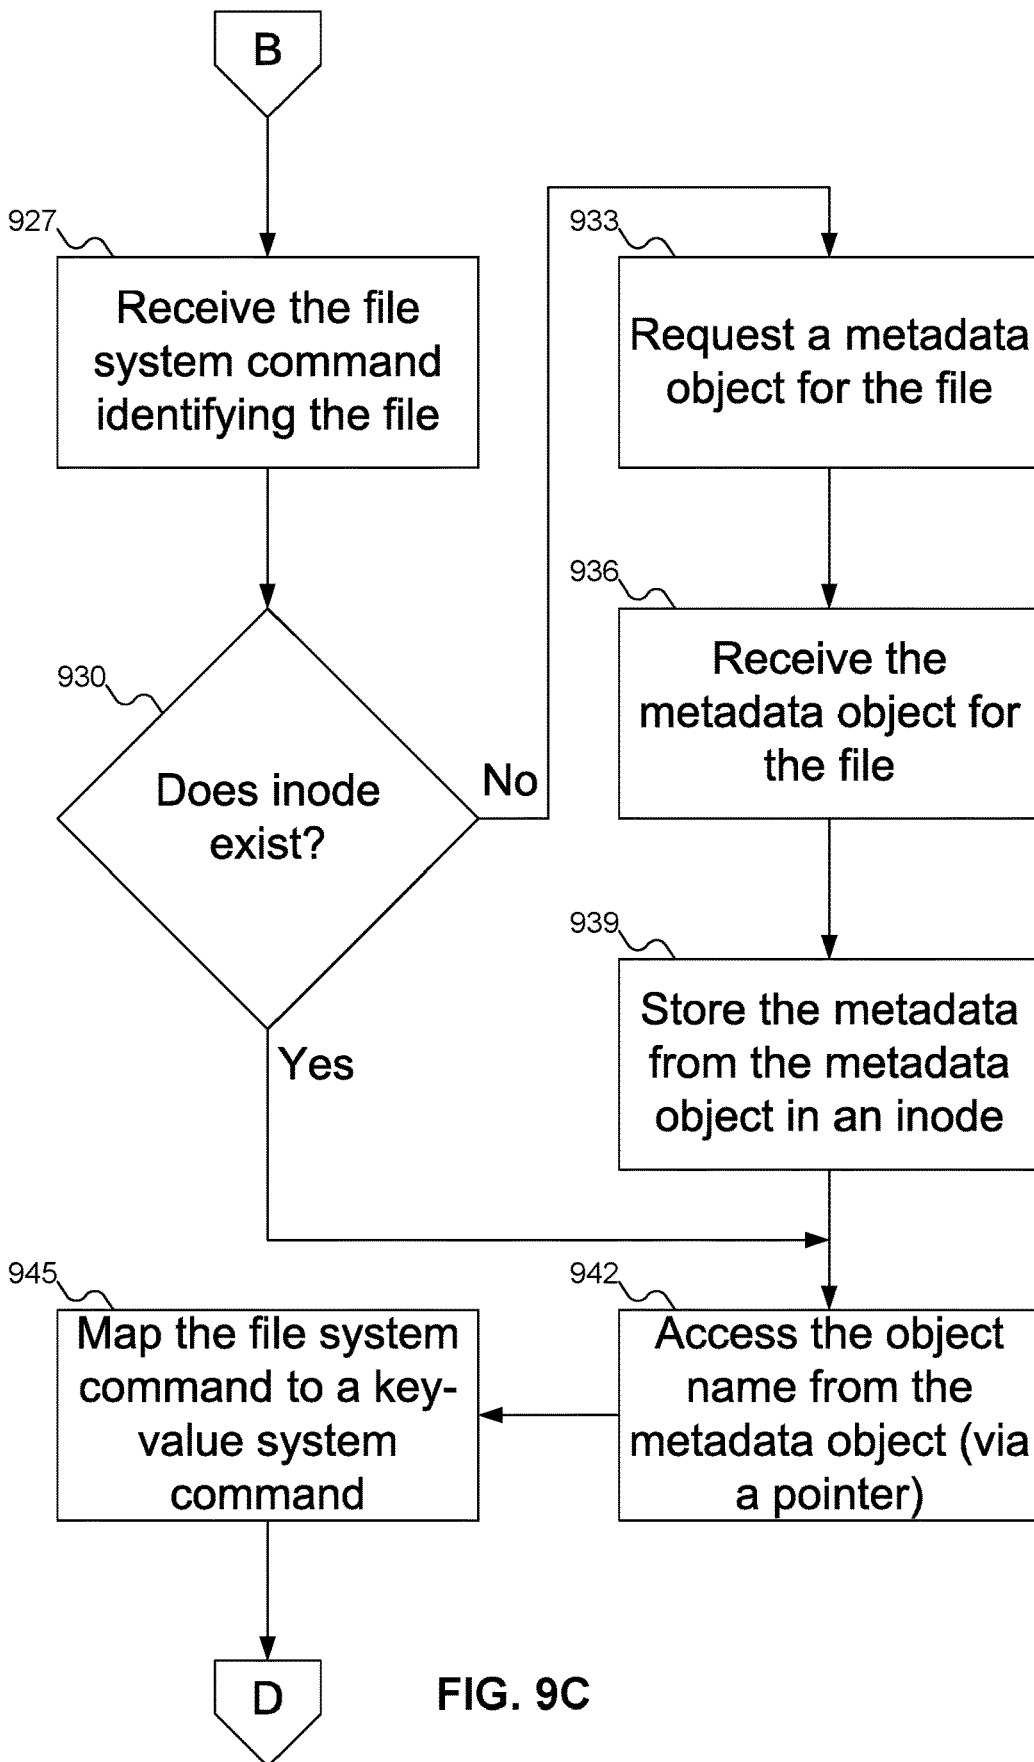 B
927
Receive the file
system command
identifying the file
930
Does inode
exist?
No
Yes
933
Request a metadata
object for the file
936
Receive the
metadata object for
the file
939
Store the metadata
from the metadata
object in an inode
942
Access the object
name from the
metadata object (via
a pointer)
945
Map the file system
command to a key-
value system
command
D
FIG. 9C